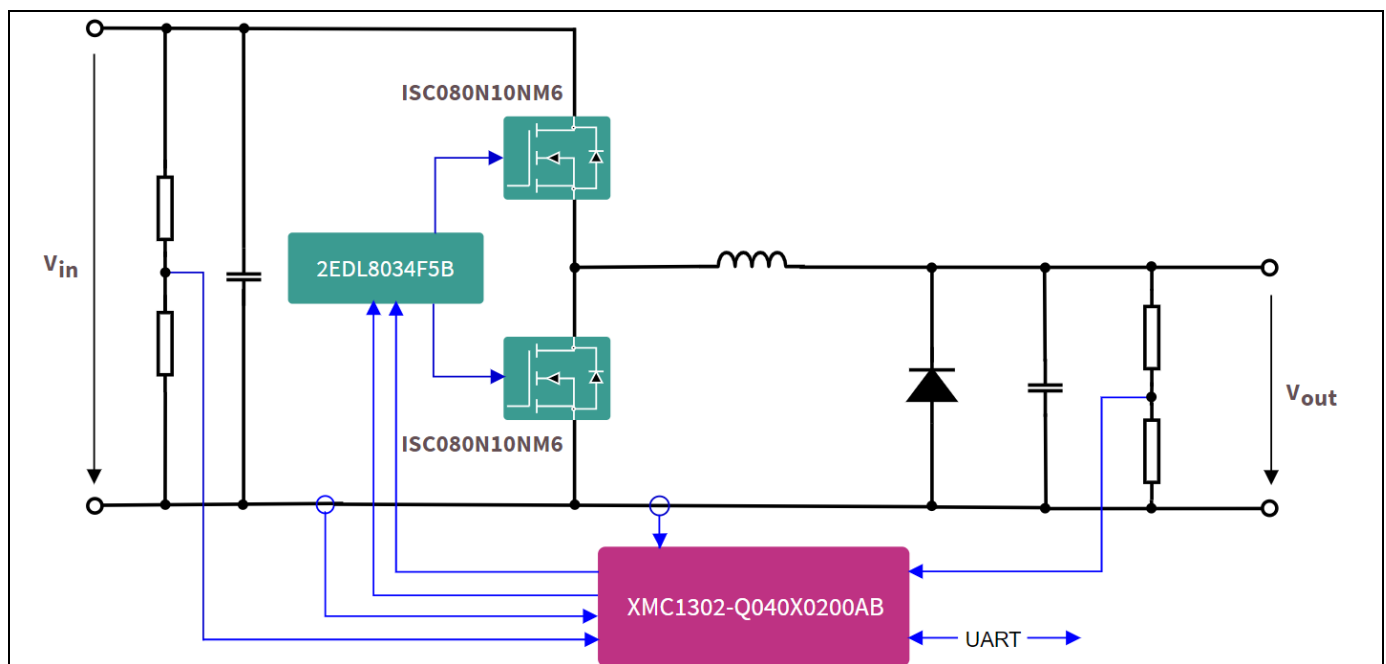 ISC080N10NM6
Vin
2EDL8034F5B
Vout
ISC080N10NM6
XMC1302-Q040X0200AB
UART